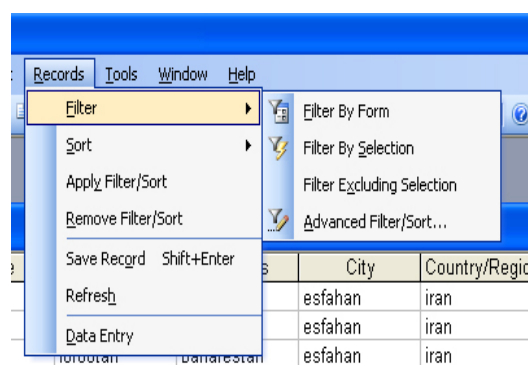 Records Tools Window Help
Filter
Sort
Apply Filter/Sort
Remove Filter/Sort
Save Record Shift+Enter
Refresh
Data Entry
Filter By Form
Filter By Selection
Filter Excluding Selection
Advanced Filter/Sort...
City Country/Regio
esfahan iran
esfahan iran
esfahan iran